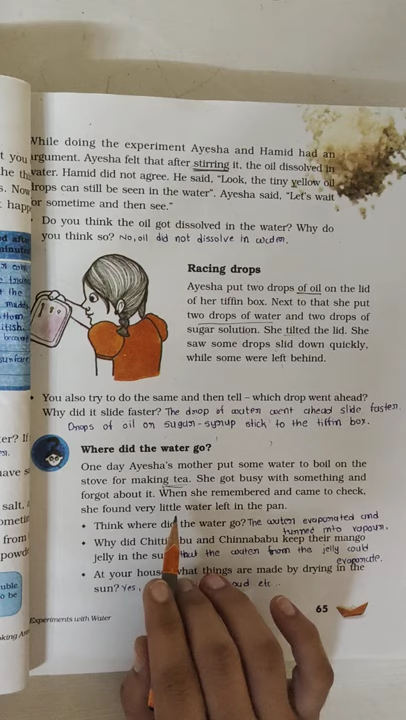 While doing the experiment Ayesha and Hamid had an
argument. Ayesha felt that after stirring it, the oil dissolved in
water. Hamid did not agree. He said, "Look, the tiny yellow oil
drops can still be seen in the water". Ayesha said, "Let's wait
for sometime and then see."
• Do you think the oil got dissolved in the water? Why do
you think so? No, oil did not dissolve in water.
Racing drops
Ayesha put two drops of oil on the lid
of her tiffin box. Next to that she put
two drops of water and two drops of
sugar solution. She tilted the lid. She
saw some drops slid down quickly,
while some were left behind.
• You also try to do the same and then tell – which drop went ahead?
Why did it slide faster? The drop of water went ahead slide faster.
Drops of oil on sugar-syrup stick to the tiffin box.
Where did the water go?
One day Ayesha's mother put some water to boil on the
stove for making tea. She got busy with something and
forgot about it. When she remembered and came to check,
she found very little water left in the pan.
• Think where did the water go? The water evaporated and
turned into vapour.
• Why did Chitti bu and Chinnababu keep their mango
jelly in the su but the water from the jelly could
evaporate.
• At your hous what things are made by drying in the
sun? Yes, etc..
65
Experiments with Water